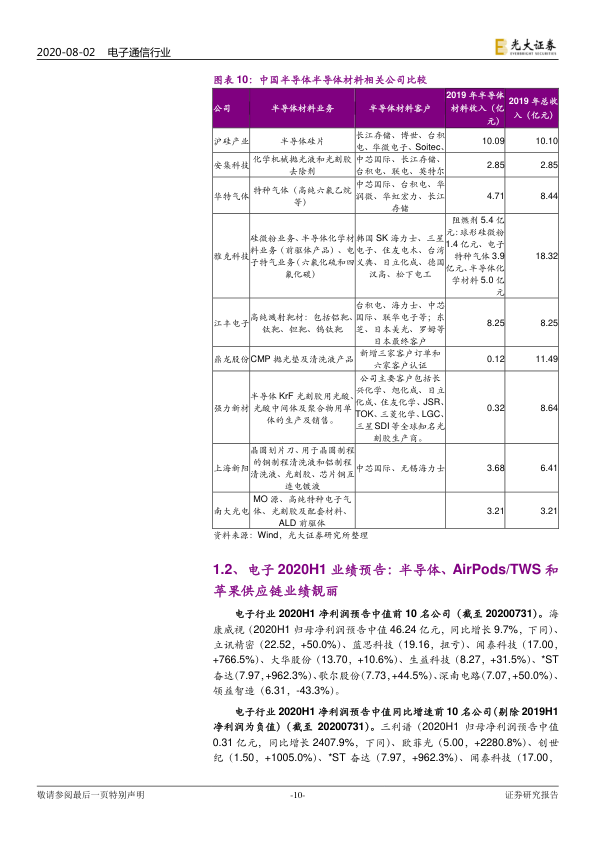 2020-08-02 电子通信行业
光大证券
EVERBRIGHT SECURITIES
图表 10：中国半导体半导体材料相关公司比较
公司
半导体材料业务
半导体材料客户
2019 年半导体
材料收入（亿
元）
2019 年总收
入（亿元）
沪硅产业
半导体硅片
长江存储、博世、台积
电、华微电子、Soitec、
10.09
10.10
安集科技
化学机械抛光液和光刻胶
去除剂
中芯国际、长江存储、
台积电、联电、英特尔
2.85
2.85
华特气体
特种气体（高纯六氟乙烷
等）
中芯国际、台积电、华
润微、华虹宏力、长江
存储
4.71
8.44
雅克科技
硅微粉业务、半导体化学材
料业务（前驱体产品）、电
子特气业务（六氟化硫和四
氟化碳）
韩国 SK 海力士、三星
电子、住友电木、台湾
义典、日立化成、德国
汉高、松下电工
阻燃剂 5.4 亿
元；球形硅微粉
1.4 亿元、电子
特种气体 3.9
亿元、半导体化
学材料 5.0 亿
元
18.32
江丰电子
高纯溅射靶材：包括铝靶、
钛靶、钽靶、钨钛靶
台积电、海力士、中芯
国际、联华电子等；东
芝、日本美光、罗姆等
日本最终客户
8.25
8.25
鼎龙股份
CMP 抛光垫及清洗液产品
新增三家客户订单和
六家客户认证
0.12
11.49
强力新材
半导体 KrF 光刻胶用光酸、
光酸中间体及聚合物用单
体的生产及销售。
公司主要客户包括长
兴化学、旭化成、日立
化成、住友化学、JSR、
TOK、三菱化学、LGC、
三星 SDI 等全球知名光
刻胶生产商。
0.32
8.64
上海新阳
晶圆划片刀、用于晶圆制程
的铜制程清洗液和铝制程
清洗液、光刻胶、芯片铜互
连电镀液
中芯国际、无锡海力士
3.68
6.41
南大光电
MO 源、高纯特种电子气
体、光刻胶及配套材料、
ALD 前驱体
3.21
3.21
资料来源：Wind，光大证券研究所整理
1.2、电子 2020H1 业绩预告：半导体、AirPods/TWS 和
苹果供应链业绩靓丽
电子行业 2020H1 净利润预告中值前 10 名公司（截至 20200731）。海
康威视（2020H1 归母净利润预告中值 46.24 亿元，同比增长 9.7%，下同）、
立讯精密（22.52，+50.0%）、蓝思科技（19.16，扭亏）、闻泰科技（17.00，
+766.5%）、大华股份（13.70，+10.6%）、生益科技（8.27，+31.5%）、*ST
奋达（7.97，+962.3%）、歌尔股份（7.73，+44.5%）、深南电路（7.07，+50.0%）、
领益智造（6.31，-43.3%）。
电子行业 2020H1 净利润预告中值同比增速前 10 名公司（剔除 2019H1
净利润为负值）（截至 20200731）。三利谱（2020H1 归母净利润预告中值
0.31 亿元，同比增长 2407.9%，下同）、欧菲光（5.00，+2280.8%）、创世
纪（1.50，+1005.0%）、*ST 奋达（7.97，+962.3%）、闻泰科技（17.00，
敬请参阅最后一页特别声明
-10-
证券研究报告